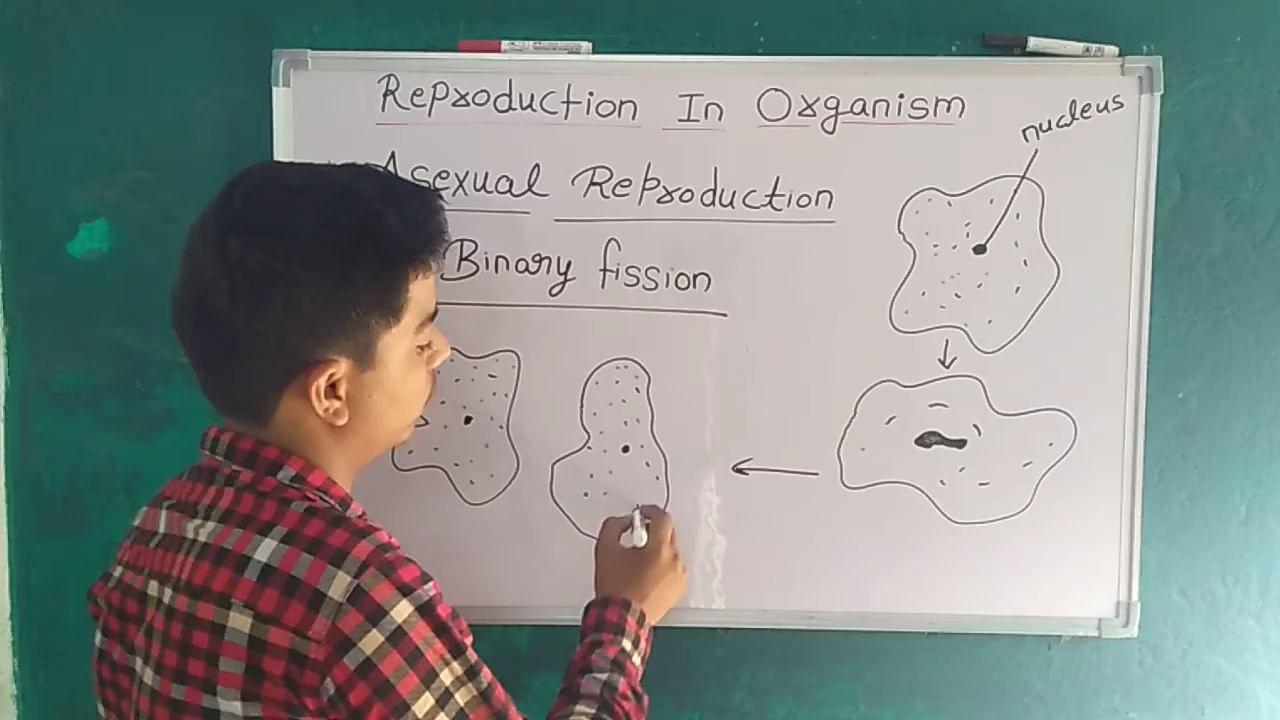 Reproduction In Organism
nucleus
Asexual Reproduction
Binary fission